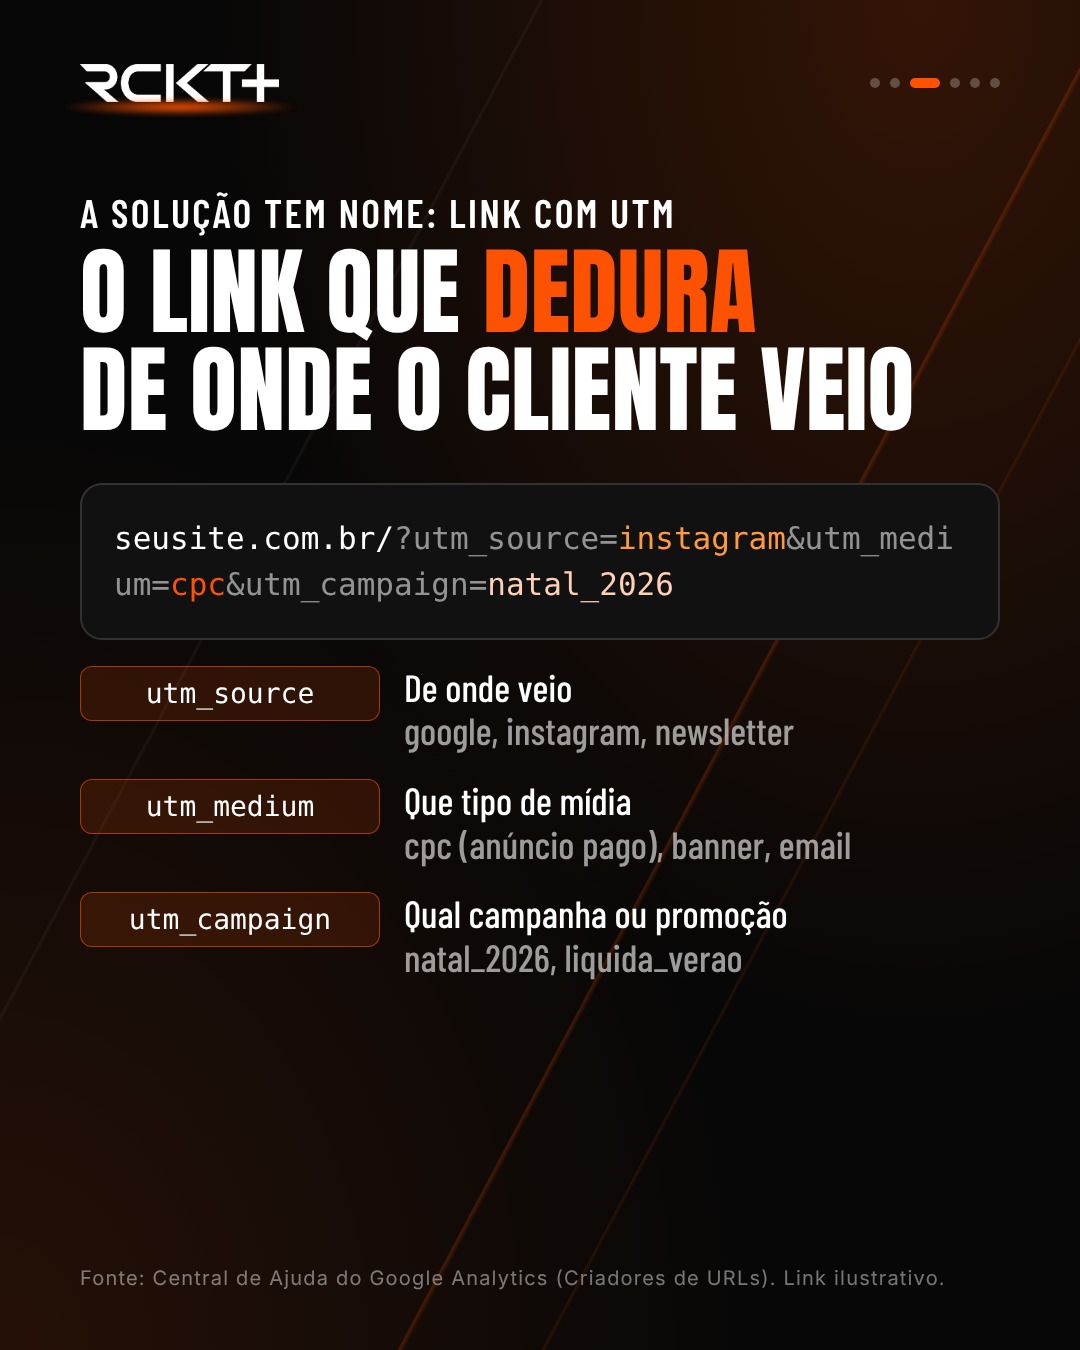 RCKT+
A SOLUÇÃO TEM NOME: LINK COM UTM
O LINK QUE DEDURA
DE ONDE O CLIENTE VEIO
seusite.com.br/?utm_source=instagram&utm_medi
um=cpc&utm_campaign=natal_2026
utm_source
De onde veio
google, instagram, newsletter
utm_medium
Que tipo de mídia
cpc (anúncio pago), banner, email
utm_campaign
Qual campanha ou promoção
natal_2026, liquida_verao
Fonte: Central de Ajuda do Google Analytics (Criadores de URLs). Link ilustrativo.